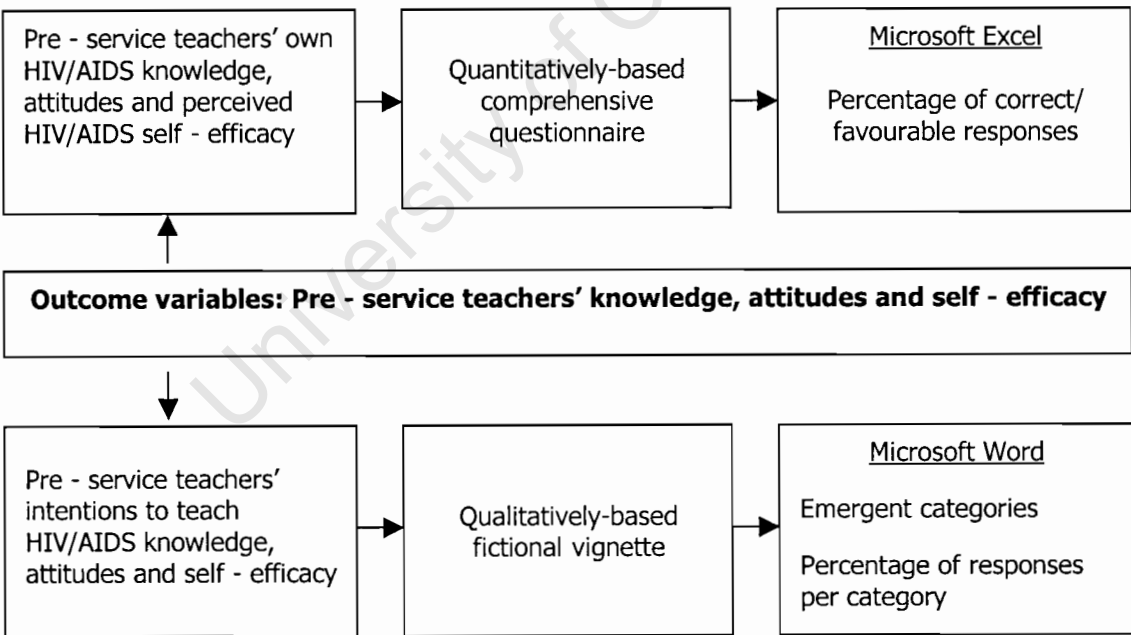 Pre - service teachers' own
HIV/AIDS knowledge,
attitudes and perceived
HIV/AIDS self - efficacy
Quantitatively-based
comprehensive
questionnaire
Microsoft Excel
Percentage of correct/
favourable responses
Outcome variables: Pre - service teachers' knowledge, attitudes and self - efficacy
Pre - service teachers'
intentions to teach
HIV/AIDS knowledge,
attitudes and self - efficacy
Qualitatively-based
fictional vignette
Microsoft Word
Emergent categories
Percentage of responses
per category
University of C